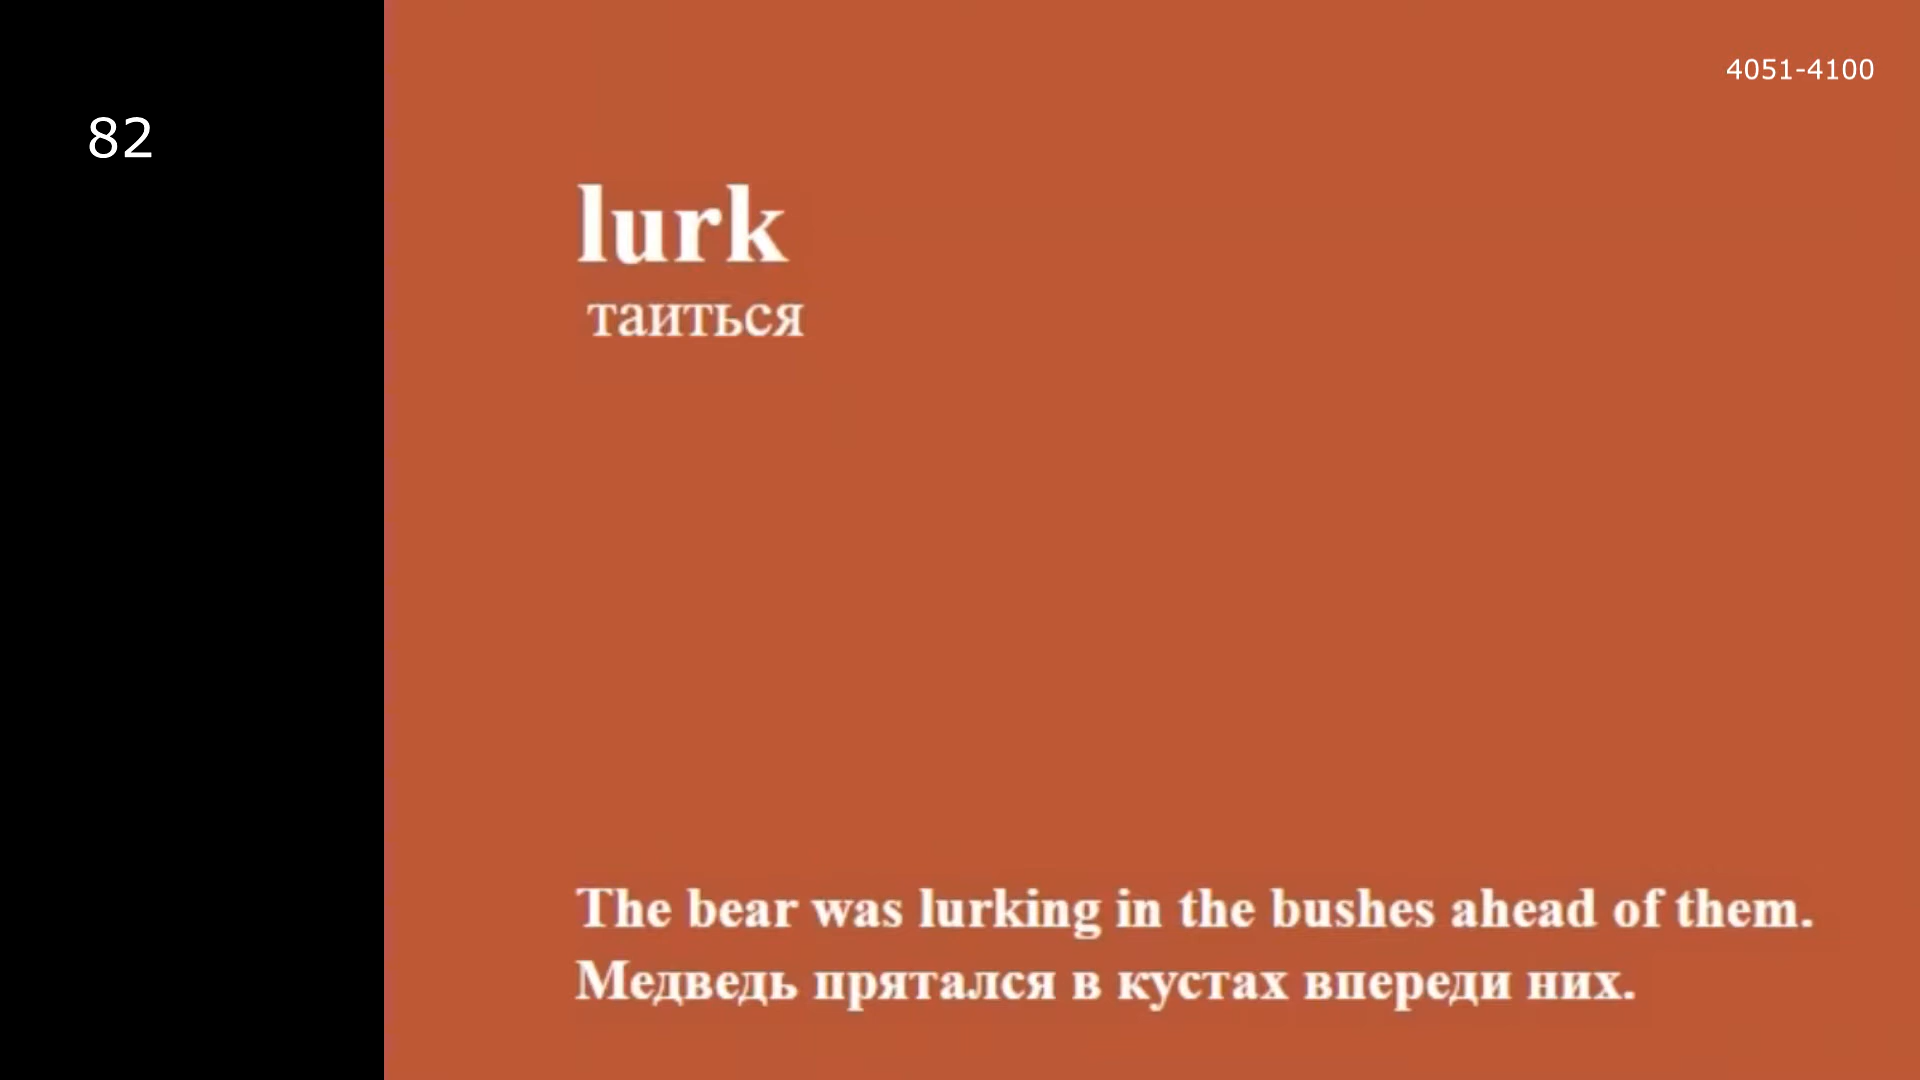 82
4051-4100
lurk
таиться
The bear was lurking in the bushes ahead of them.
Медведь прятался в кустах впереди них.